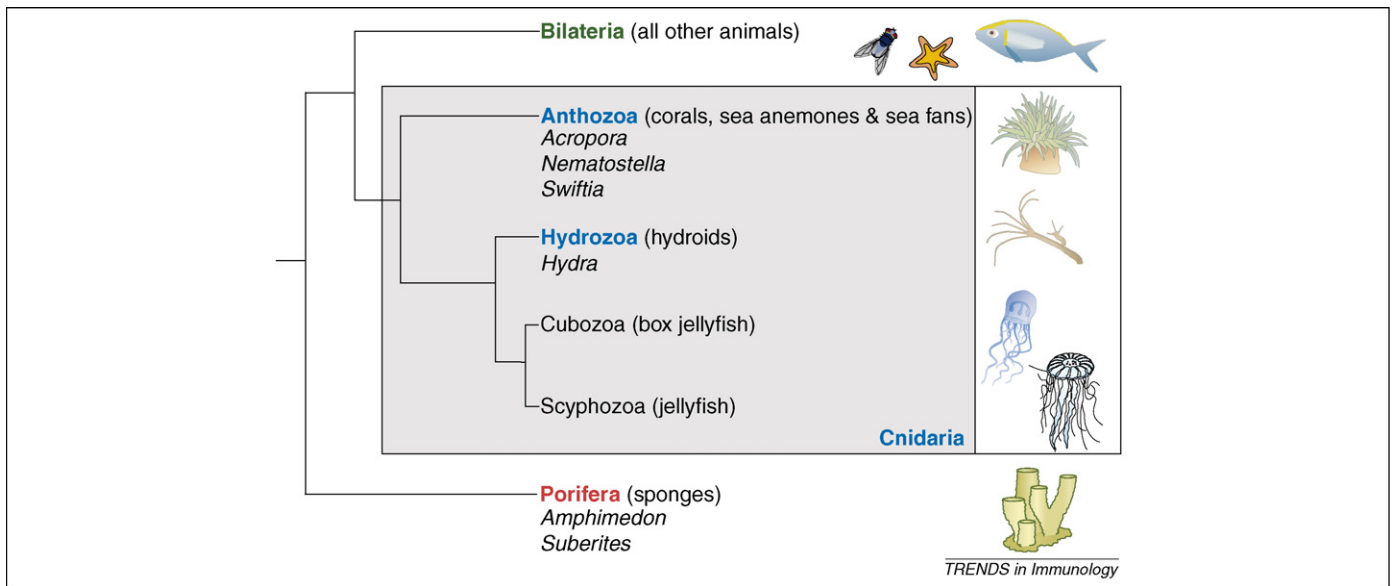 Bilateria (all other animals)
Anthozoa (corals, sea anemones & sea fans)
Acropora
Nematostella
Swiftia
Hydrozoa (hydroids)
Hydra
Cubozoa (box jellyfish)
Scyphozoa (jellyfish)
Cnidaria
Porifera (sponges)
Amphimedon
Suberites
TRENDS in Immunology